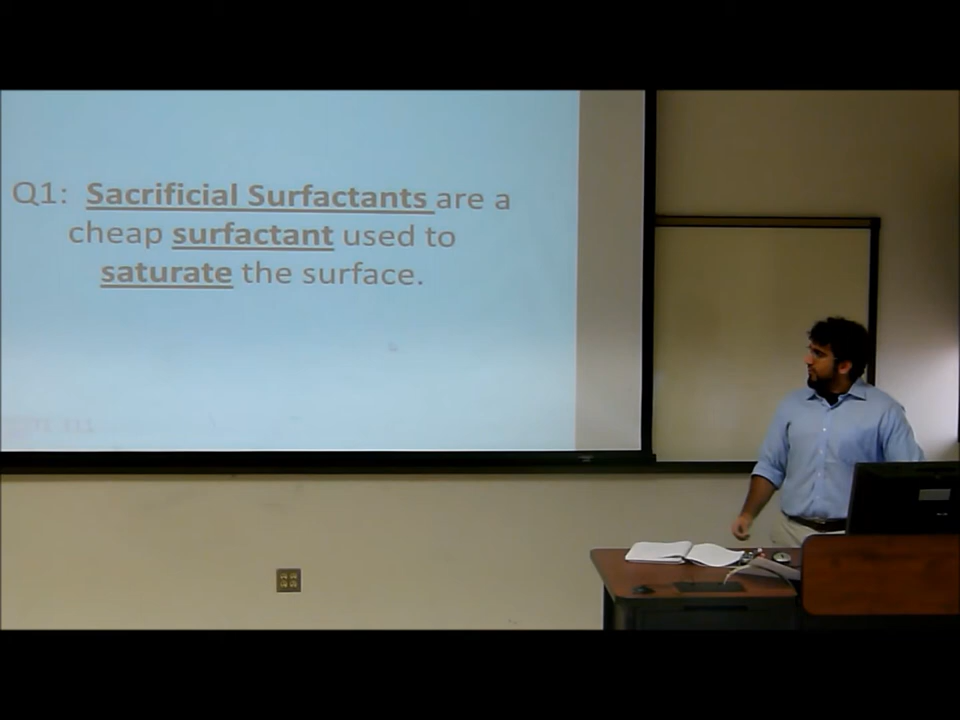 Q1: Sacrificial Surfactants are a
cheap surfactant used to
saturate the surface.